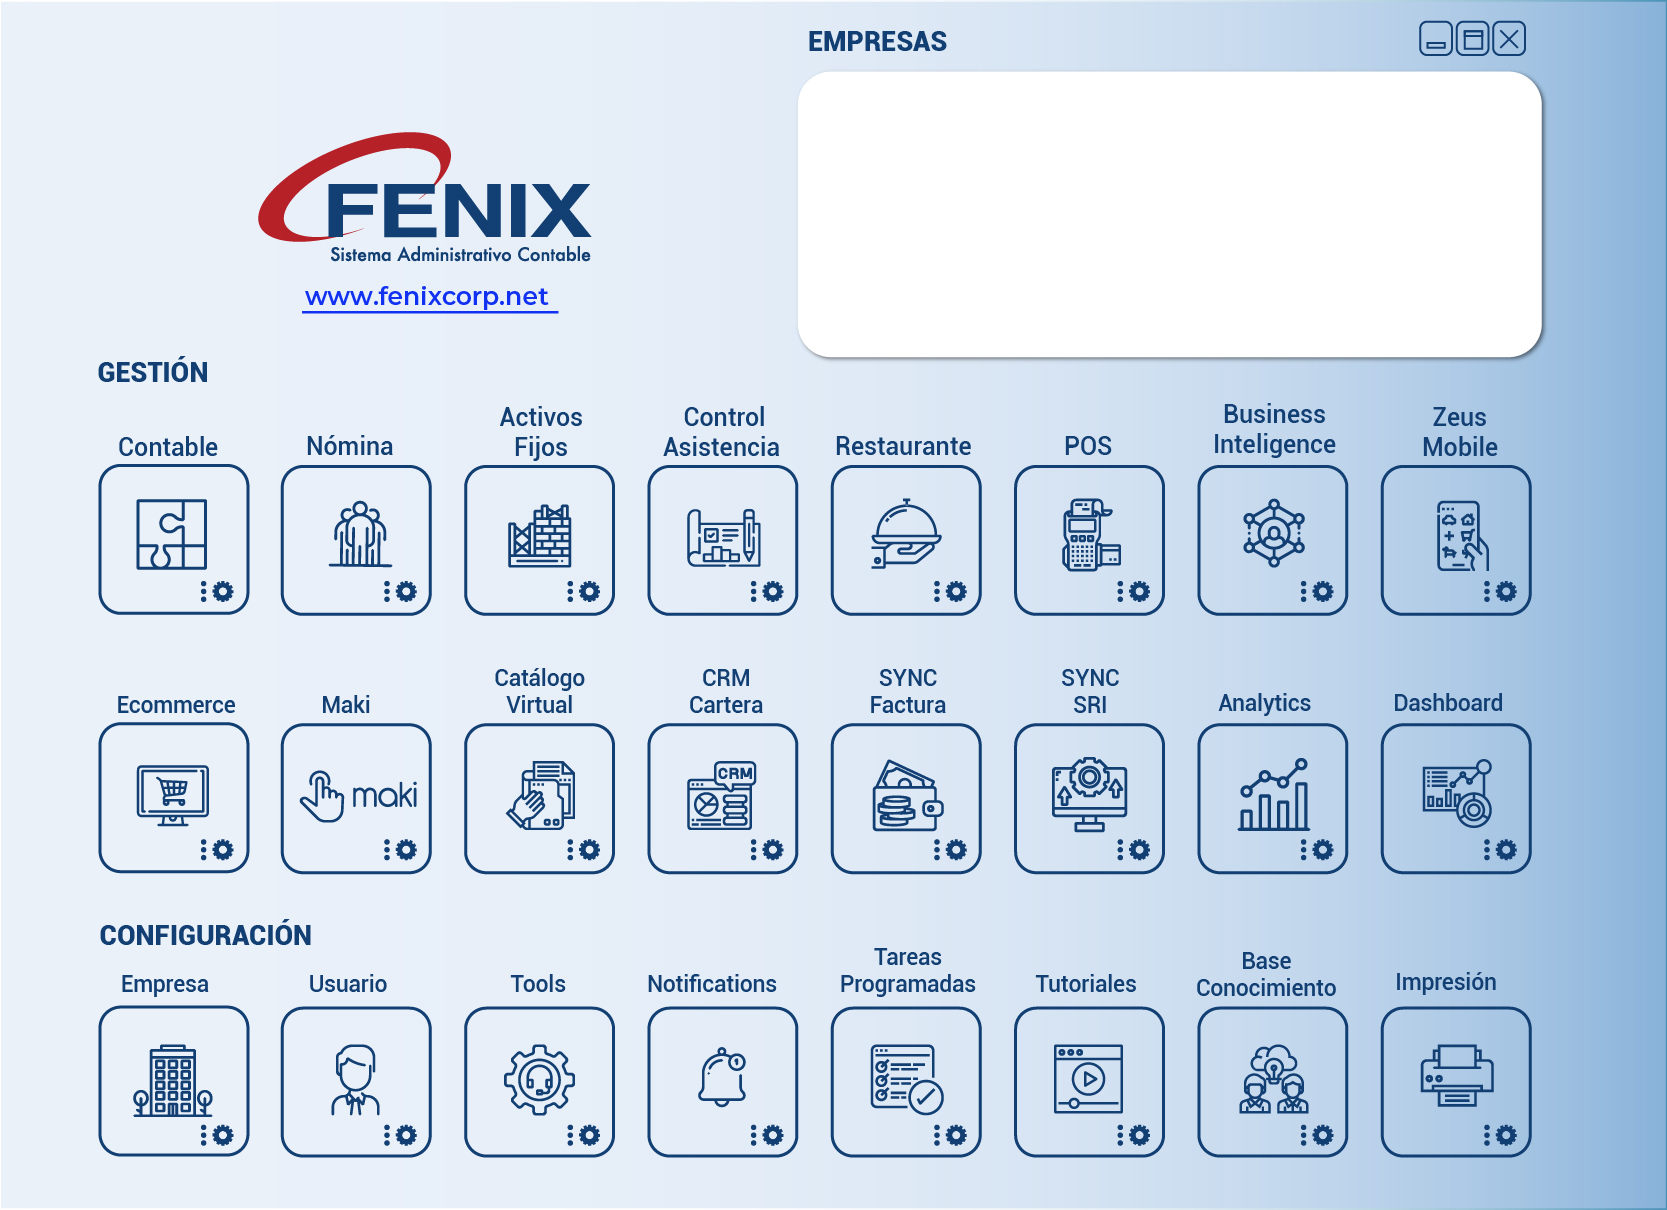 EMPRESAS
FENIX
Sistema Administrativo Contable
www.fenixcorp.net
GESTIÓN
Contable
Nómina
Activos
Fijos
Control
Asistencia
Restaurante
POS
Business
Inteligence
Zeus
Mobile
Ecommerce
Maki
maki
Catálogo
Virtual
CRM
Cartera
CRM
SYNC
Factura
SYNC
SRI
Analytics
Dashboard
CONFIGURACIÓN
Empresa
Usuario
Tools
Notifications
Tareas
Programadas
Tutoriales
Base
Conocimiento
Impresión